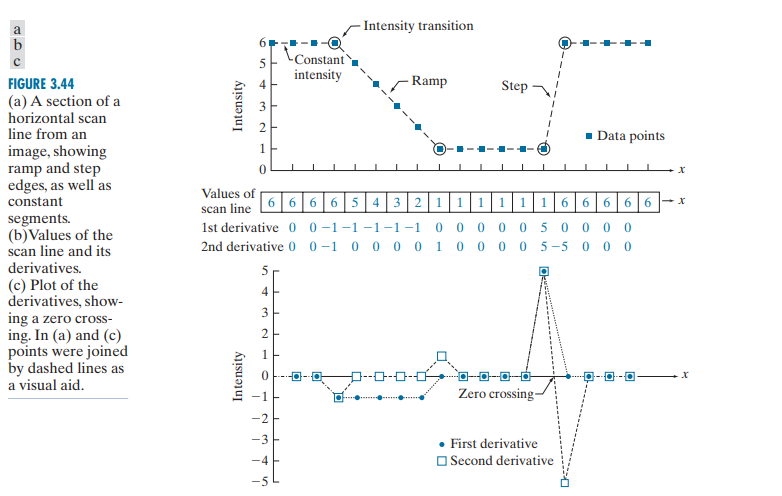 a
b
c
FIGURE 3.44
(a) A section of a
horizontal scan
line from an
image, showing
ramp and step
edges, as well as
constant
segments.
(b)Values of the
scan line and its
derivatives.
(c) Plot of the
derivatives, show-
ing a zero cross-
ing. In (a) and (c)
points were joined
by dashed lines as
a visual aid.
Intensity transition
Constant
intensity
Ramp
Step
Data points
Intensity
6
5
4
3
2
1
0
x
Values of
scan line
6 6 6 6 5 4 3 2 1 1 1 1 1 1 6 6 6 6 6
x
1st derivative 0 0 −1 −1 −1 −1 −1 0 0 0 0 0 5 0 0 0 0
2nd derivative 0 0 −1 0 0 0 0 1 0 0 0 0 5 −5 0 0 0
Intensity
5
4
3
2
1
0
−1
−2
−3
−4
−5
x
Zero crossing
First derivative
Second derivative